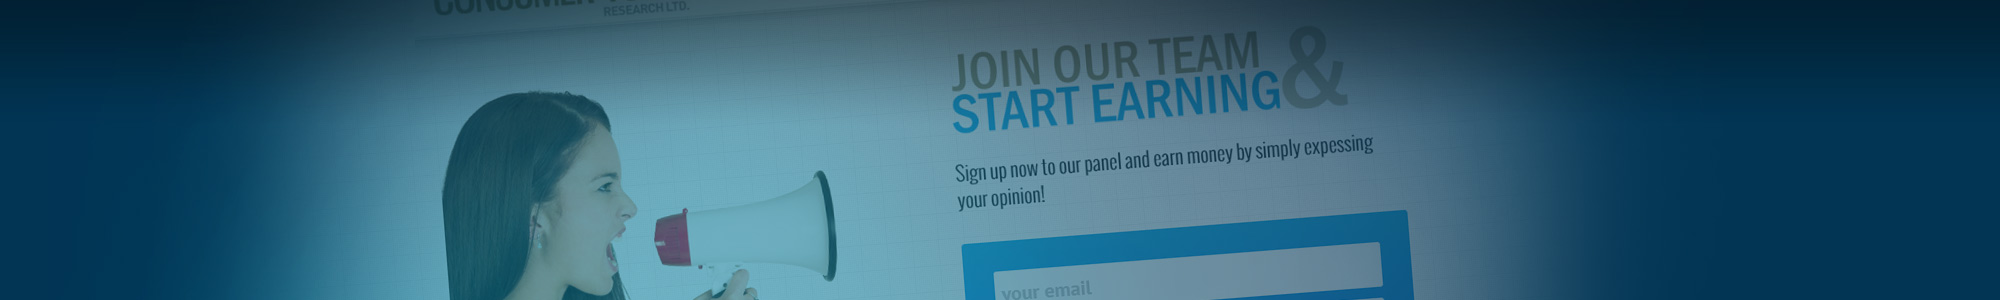 CONSUMER
RESEARCH LTD.
JOIN OUR TEAM &
START EARNING
Sign up now to our panel and earn money by simply expessing
your opinion!
your email